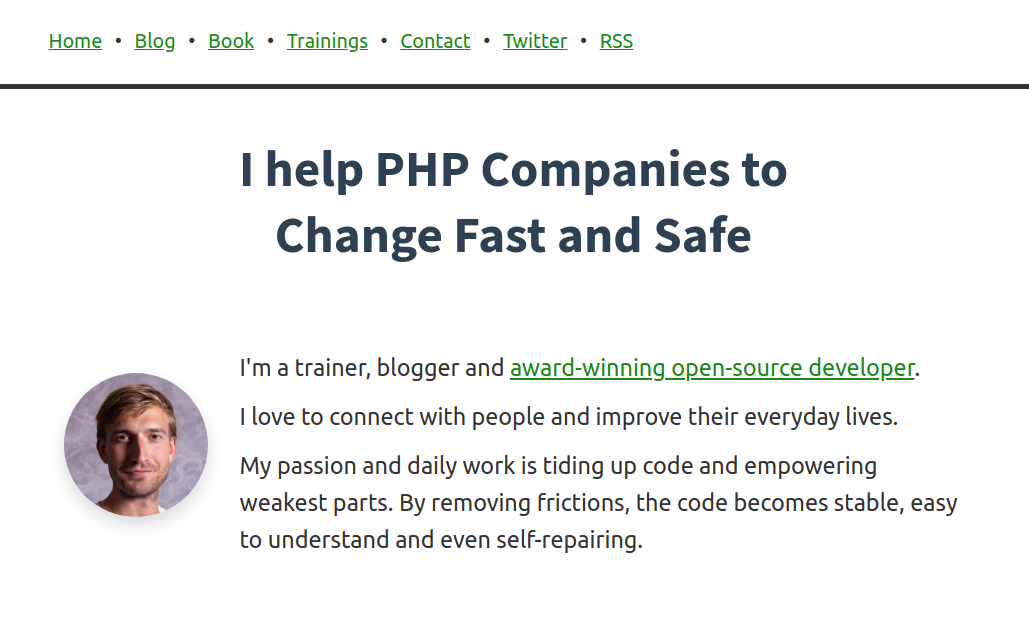 Home • Blog • Book • Trainings • Contact • Twitter • RSS
I help PHP Companies to
Change Fast and Safe
I'm a trainer, blogger and award-winning open-source developer.
I love to connect with people and improve their everyday lives.
My passion and daily work is tiding up code and empowering
weakest parts. By removing frictions, the code becomes stable, easy
to understand and even self-repairing.